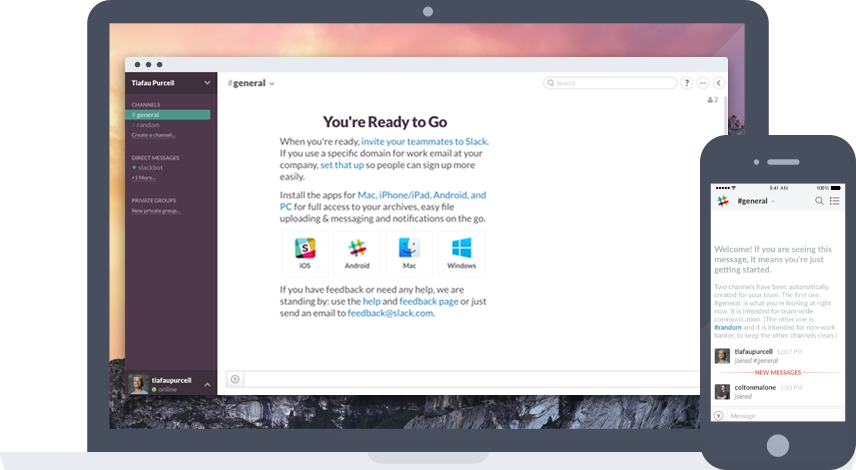 Tiafau Purcell
CHANNELS
# general
# random
Create a channel...
DIRECT MESSAGES
slackbot
+1 More...
PRIVATE GROUPS
New private group...
tiafaupurcell
online
#general
Search
?
2
You're Ready to Go
When you're ready, invite your teammates to Slack.
If you use a specific domain for work email at your
company, set that up so people can sign up more
easily.
Install the apps for Mac, iPhone/iPad, Android, and
PC for full access to your archives, easy file
uploading & messaging and notifications on the go.
iOS
Android
Mac
Windows
If you have feedback or need any help, we are
standing by: use the help and feedback page or just
send an email to feedback@slack.com.
9:41 AM
100%
#general
Welcome! If you are seeing this
message, it means you're just
getting started.
Two channels have been automatically
created for your team. The first one,
#general, is what you're looking at right
now. It is intended for team-wide
communication. (The other one is
#random and it is intended for non-work
banter, to keep the other channels clean.)
tiafaupurcell 12:07 PM
joined #general
NEW MESSAGES
coltonmalone 1:20 PM
joined
Message